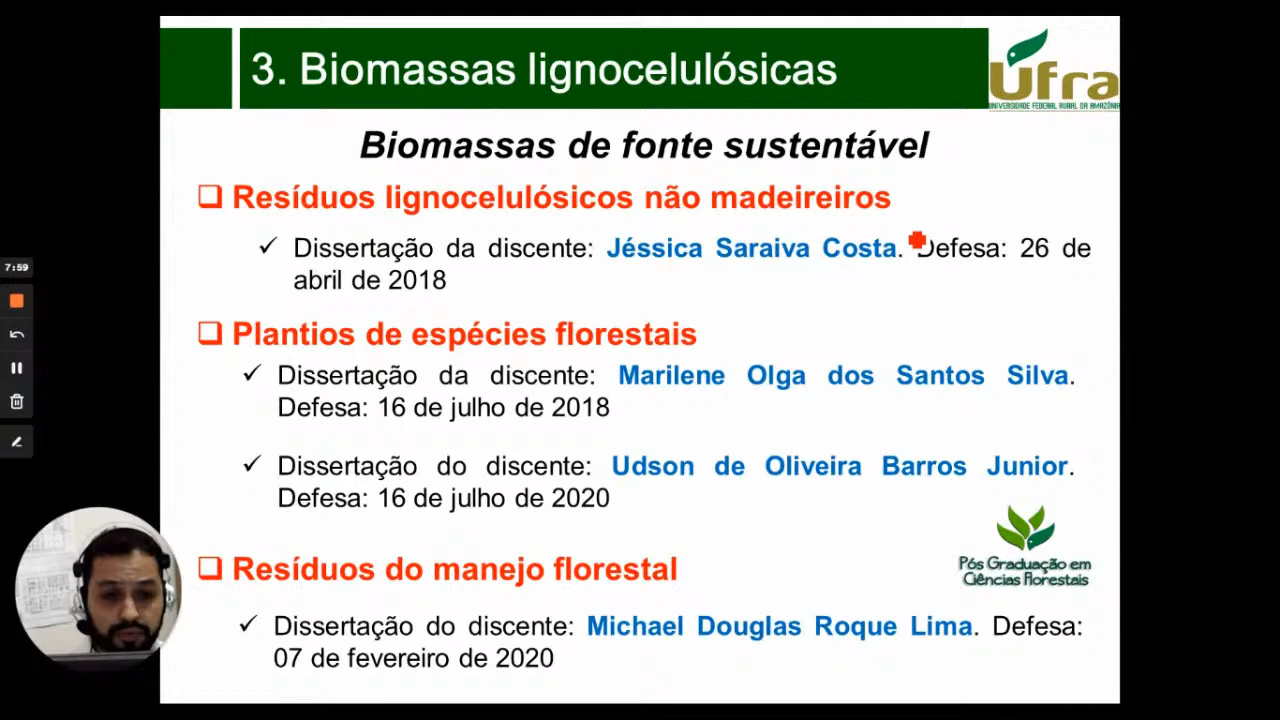 3. Biomassas lignocelulósicas
Ufra
UNIVERSIDADE FEDERAL RURAL DA AMAZÔNIA
Biomassas de fonte sustentável
Resíduos lignocelulósicos não madeireiros
Dissertação da discente: Jéssica Saraiva Costa. Defesa: 26 de
abril de 2018
7:59
Plantios de espécies florestais
Dissertação da discente: Marilene Olga dos Santos Silva.
Defesa: 16 de julho de 2018
Dissertação do discente: Udson de Oliveira Barros Junior.
Defesa: 16 de julho de 2020
Resíduos do manejo florestal
Pós Graduação em
Ciências Florestais
Dissertação do discente: Michael Douglas Roque Lima. Defesa:
07 de fevereiro de 2020